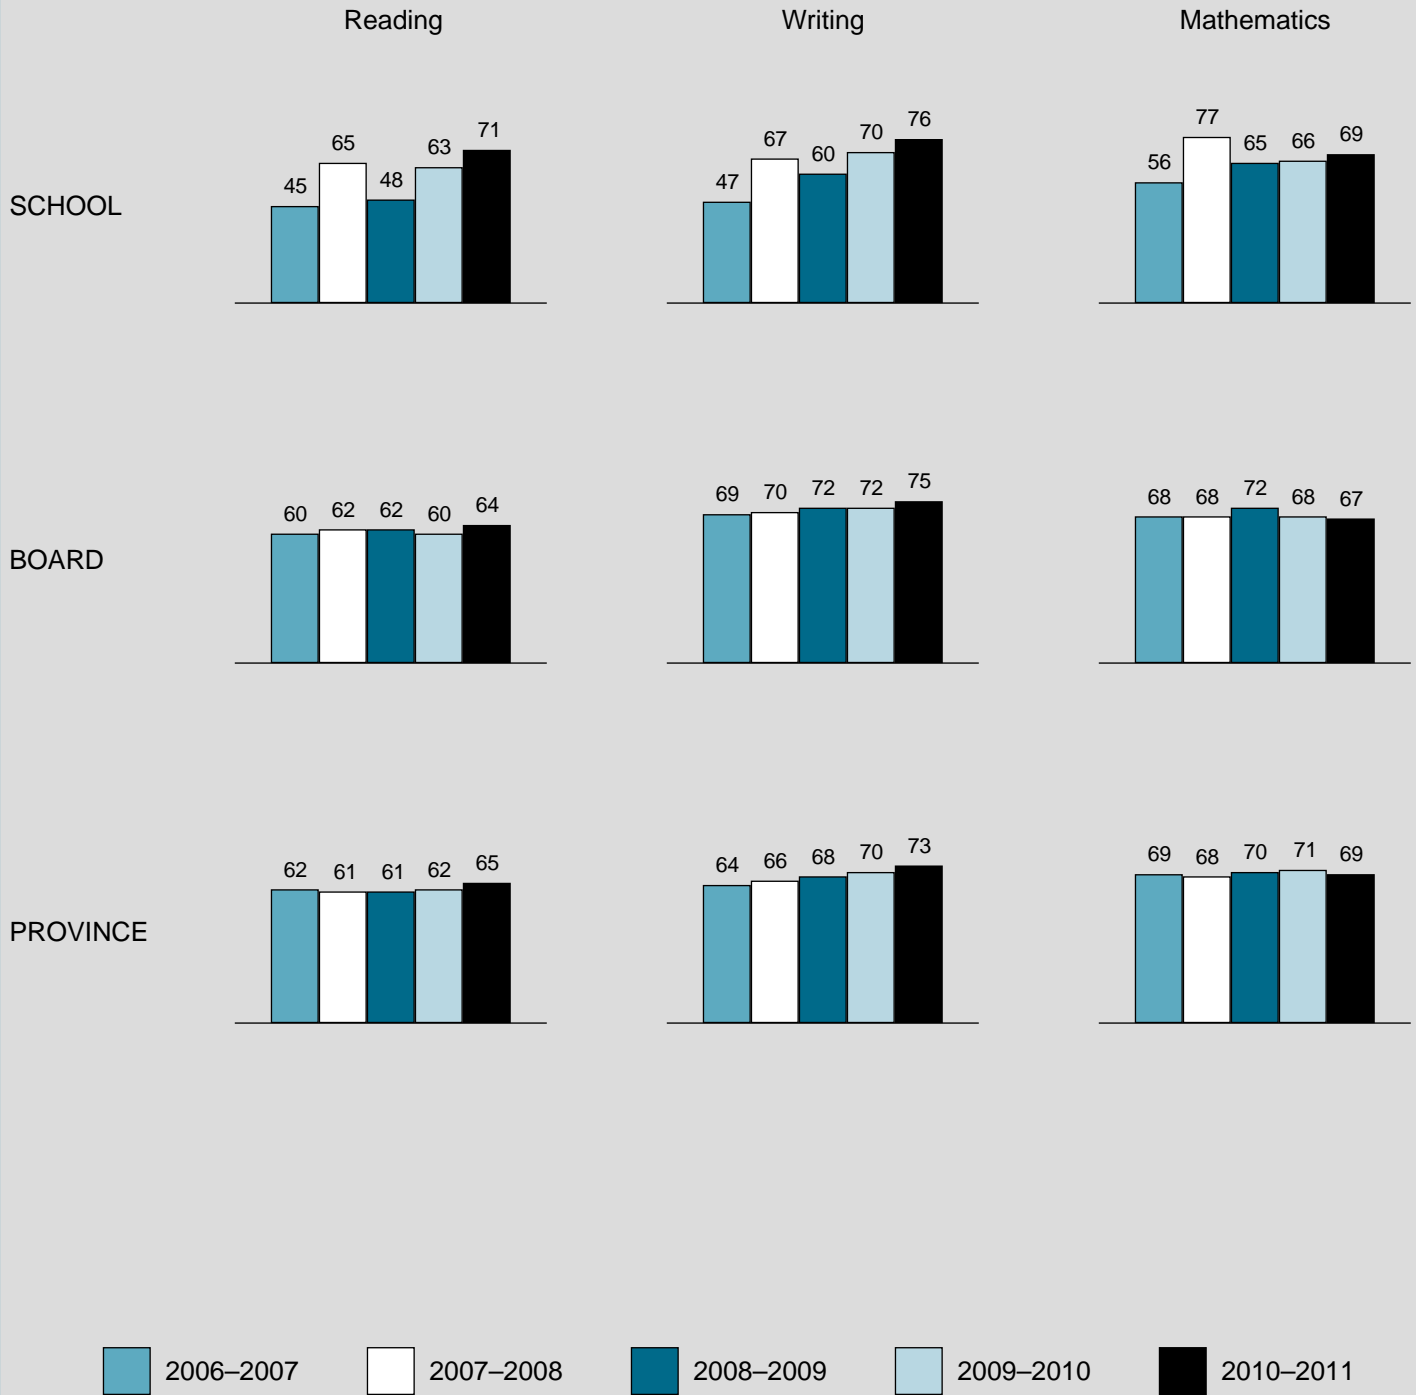 Reading Writing Mathematics
SCHOOL
45 65 48 63 71
47 67 60 70 76
56 77 65 66 69
BOARD
60 62 62 60 64
69 70 72 72 75
68 68 72 68 67
PROVINCE
62 61 61 62 65
64 66 68 70 73
69 68 70 71 69
2006–2007 2007–2008 2008–2009 2009–2010 2010–2011